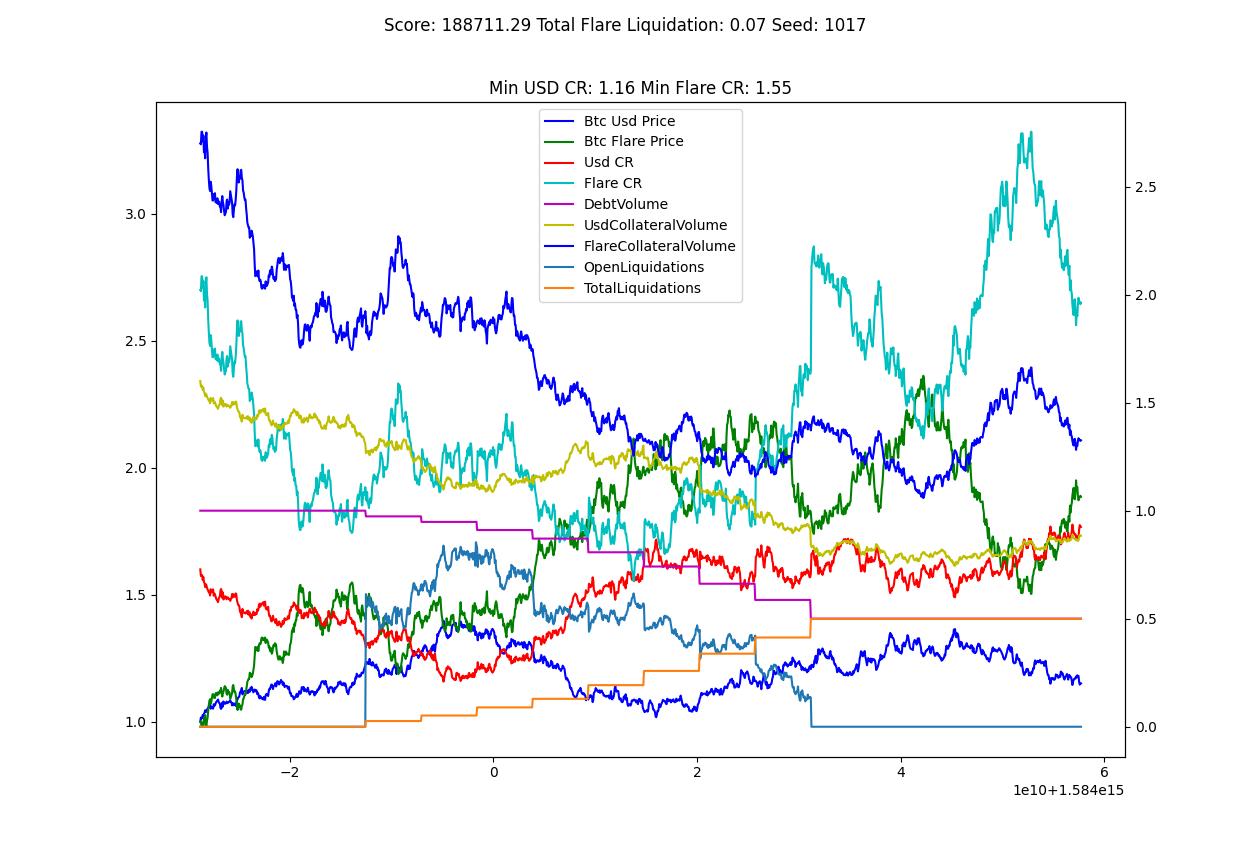 Score: 188711.29 Total Flare Liquidation: 0.07 Seed: 1017
Min USD CR: 1.16 Min Flare CR: 1.55
Btc Usd Price
Btc Flare Price
Usd CR
Flare CR
DebtVolume
UsdCollateralVolume
FlareCollateralVolume
OpenLiquidations
TotalLiquidations
3.0
2.5
2.0
1.5
1.0
2.5
2.0
1.5
1.0
0.5
0.0
−2 0 2 4 6
1e10+1.584e15